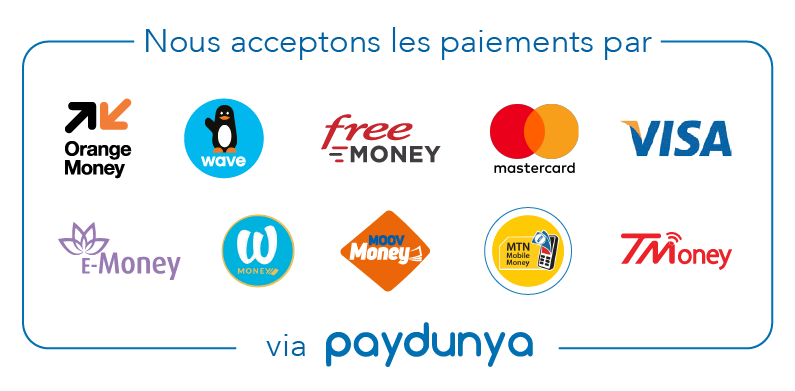 Nous acceptons les paiements par
Orange
Money
wave
free
MONEY
mastercard
VISA
E-Money
W
MONEY
MOOV
Money
MTN
Mobile
Money
TMoney
via paydunya